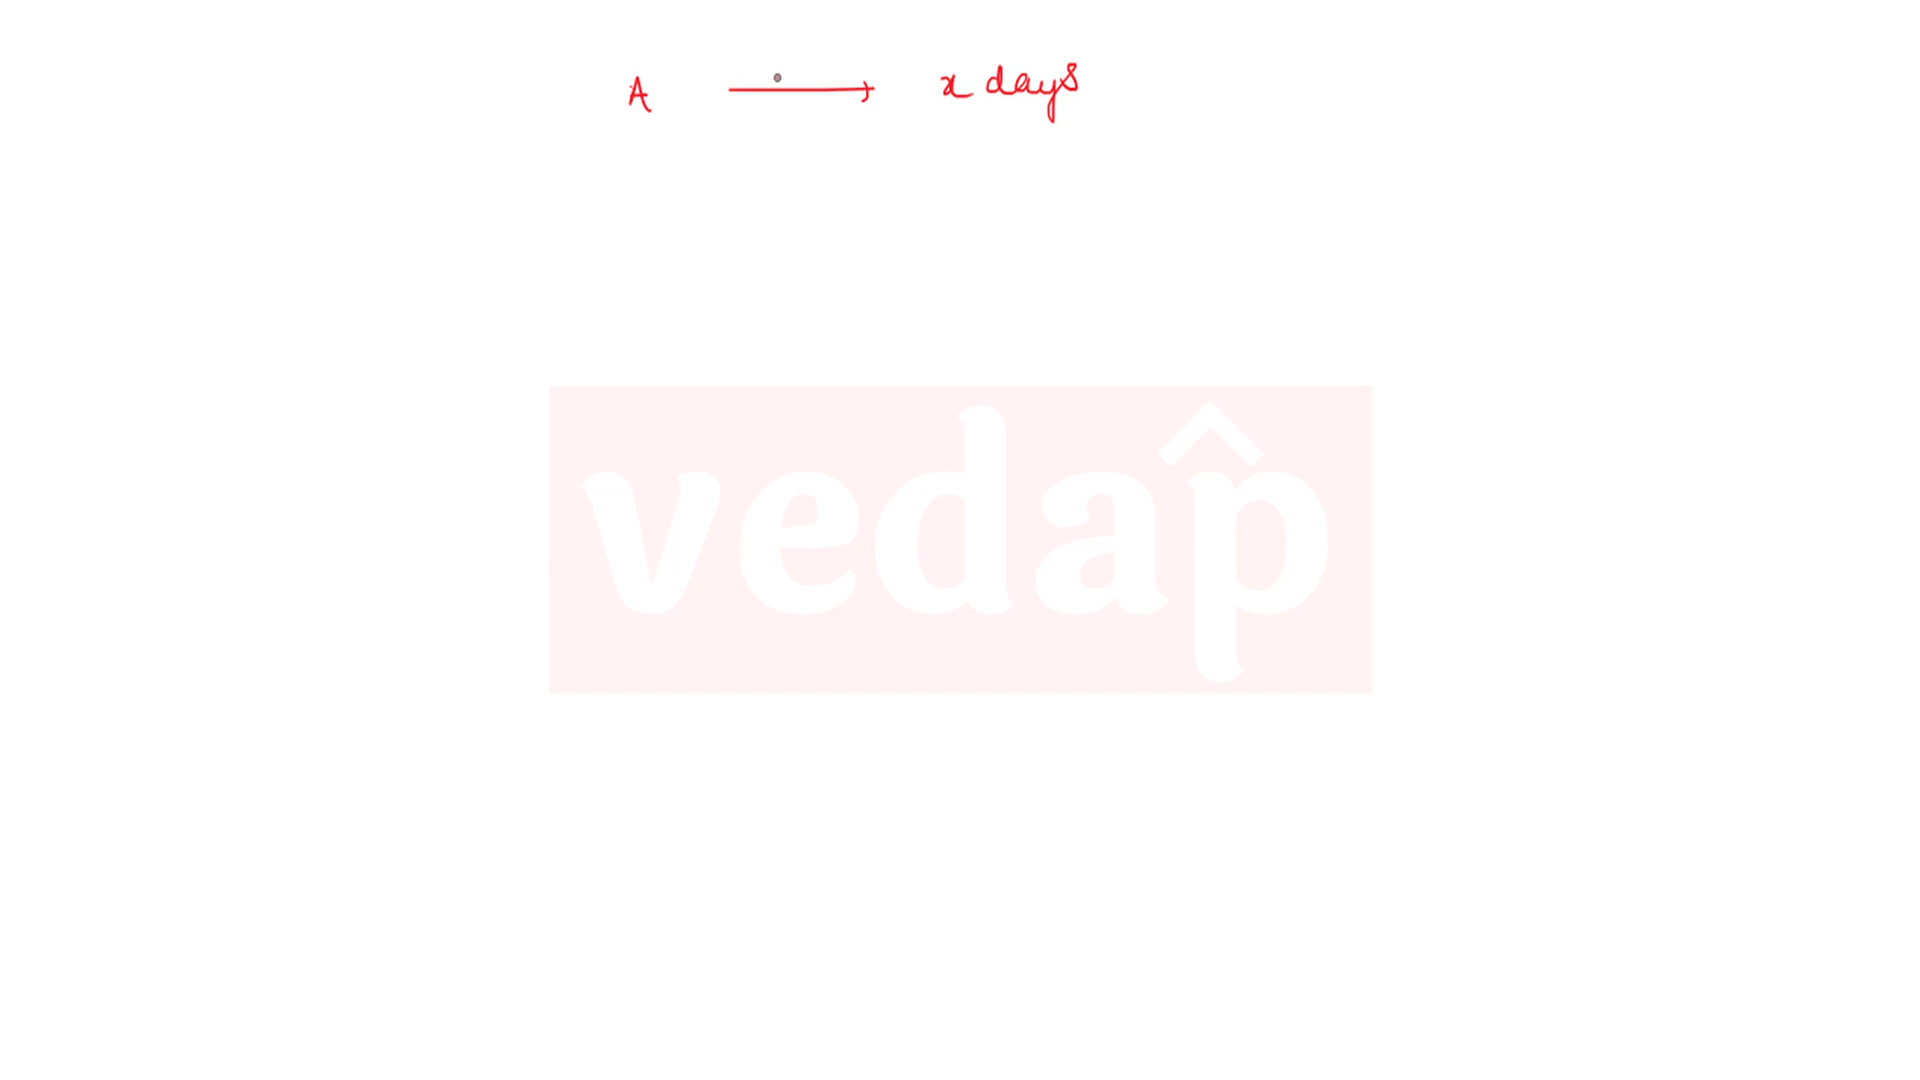 A → x days
vedap̂